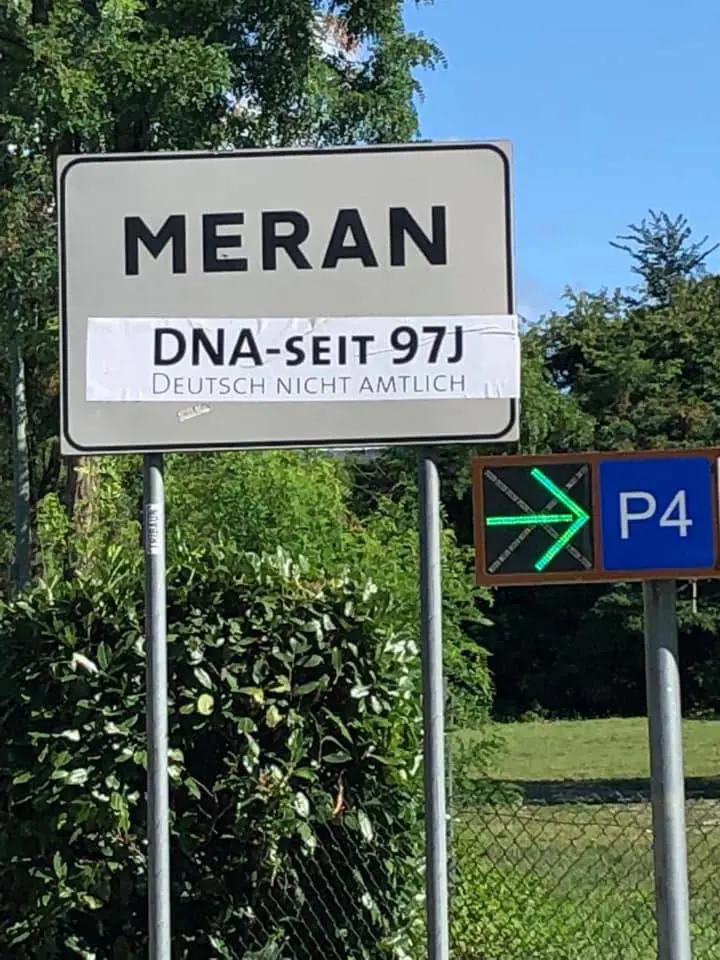 MERAN
DNA-SEIT 97J
DEUTSCH NICHT AMTLICH
P4